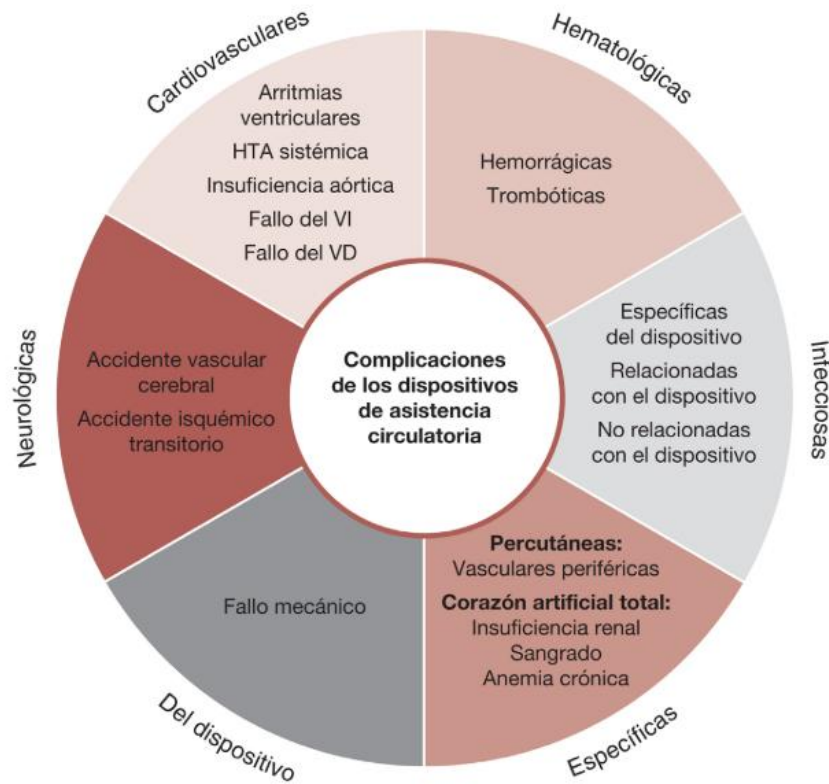 Cardiovasculares
Arritmias
ventriculares
HTA sistémica
Insuficiencia aórtica
Fallo del VI
Fallo del VD
Hematológicas
Hemorrágicas
Trombóticas
Infecciosas
Específicas
del dispositivo
Relacionadas
con el dispositivo
No relacionadas
con el dispositivo
Específicas
Percutáneas:
Vasculares periféricas
Corazón artificial total:
Insuficiencia renal
Sangrado
Anemia crónica
Del dispositivo
Fallo mecánico
Neurológicas
Accidente vascular
cerebral
Accidente isquémico
transitorio
Complicaciones
de los dispositivos
de asistencia
circulatoria